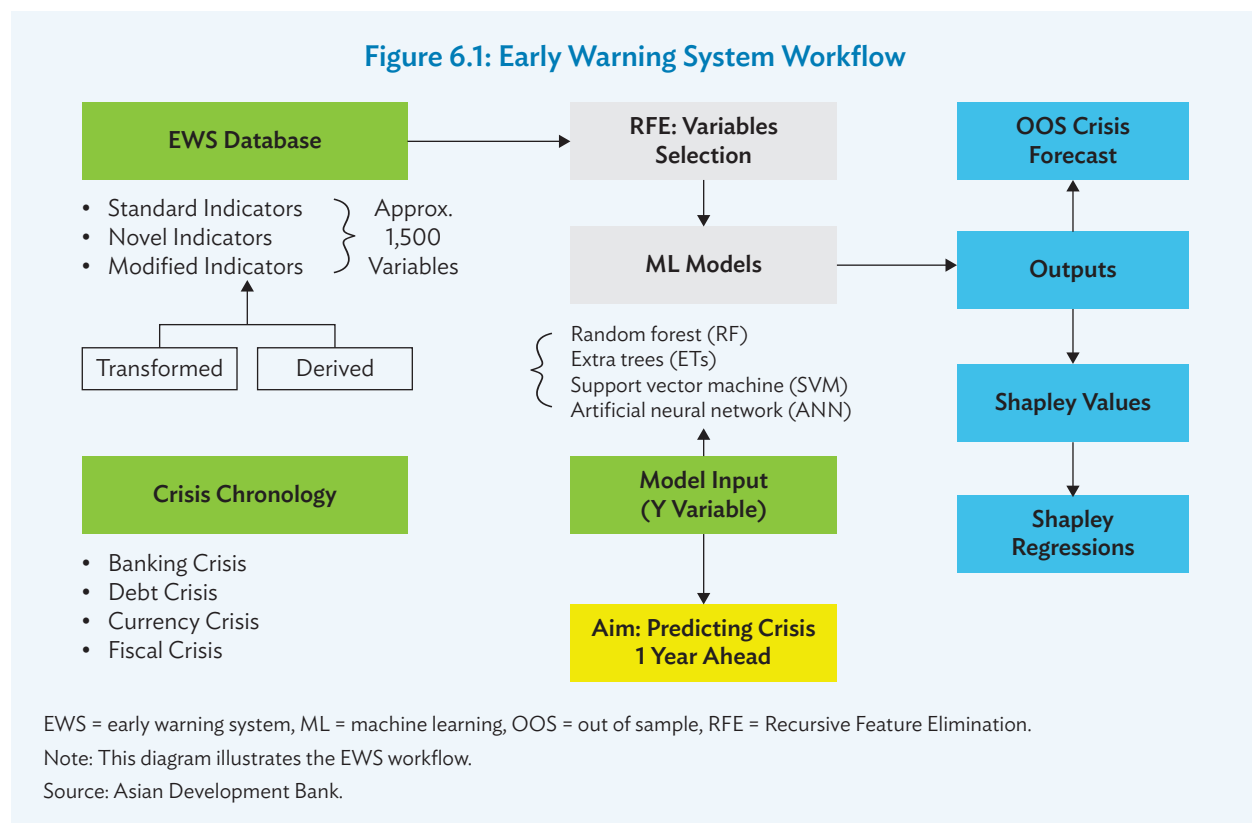 Figure 6.1: Early Warning System Workflow
EWS Database
• Standard Indicators
• Novel Indicators
• Modified Indicators
Approx.
1,500
Variables
Transformed
Derived
Crisis Chronology
• Banking Crisis
• Debt Crisis
• Currency Crisis
• Fiscal Crisis
RFE: Variables
Selection
ML Models
Random forest (RF)
Extra trees (ETs)
Support vector machine (SVM)
Artificial neural network (ANN)
Model Input
(Y Variable)
Aim: Predicting Crisis
1 Year Ahead
OOS Crisis
Forecast
Outputs
Shapley Values
Shapley
Regressions
EWS = early warning system, ML = machine learning, OOS = out of sample, RFE = Recursive Feature Elimination.
Note: This diagram illustrates the EWS workflow.
Source: Asian Development Bank.